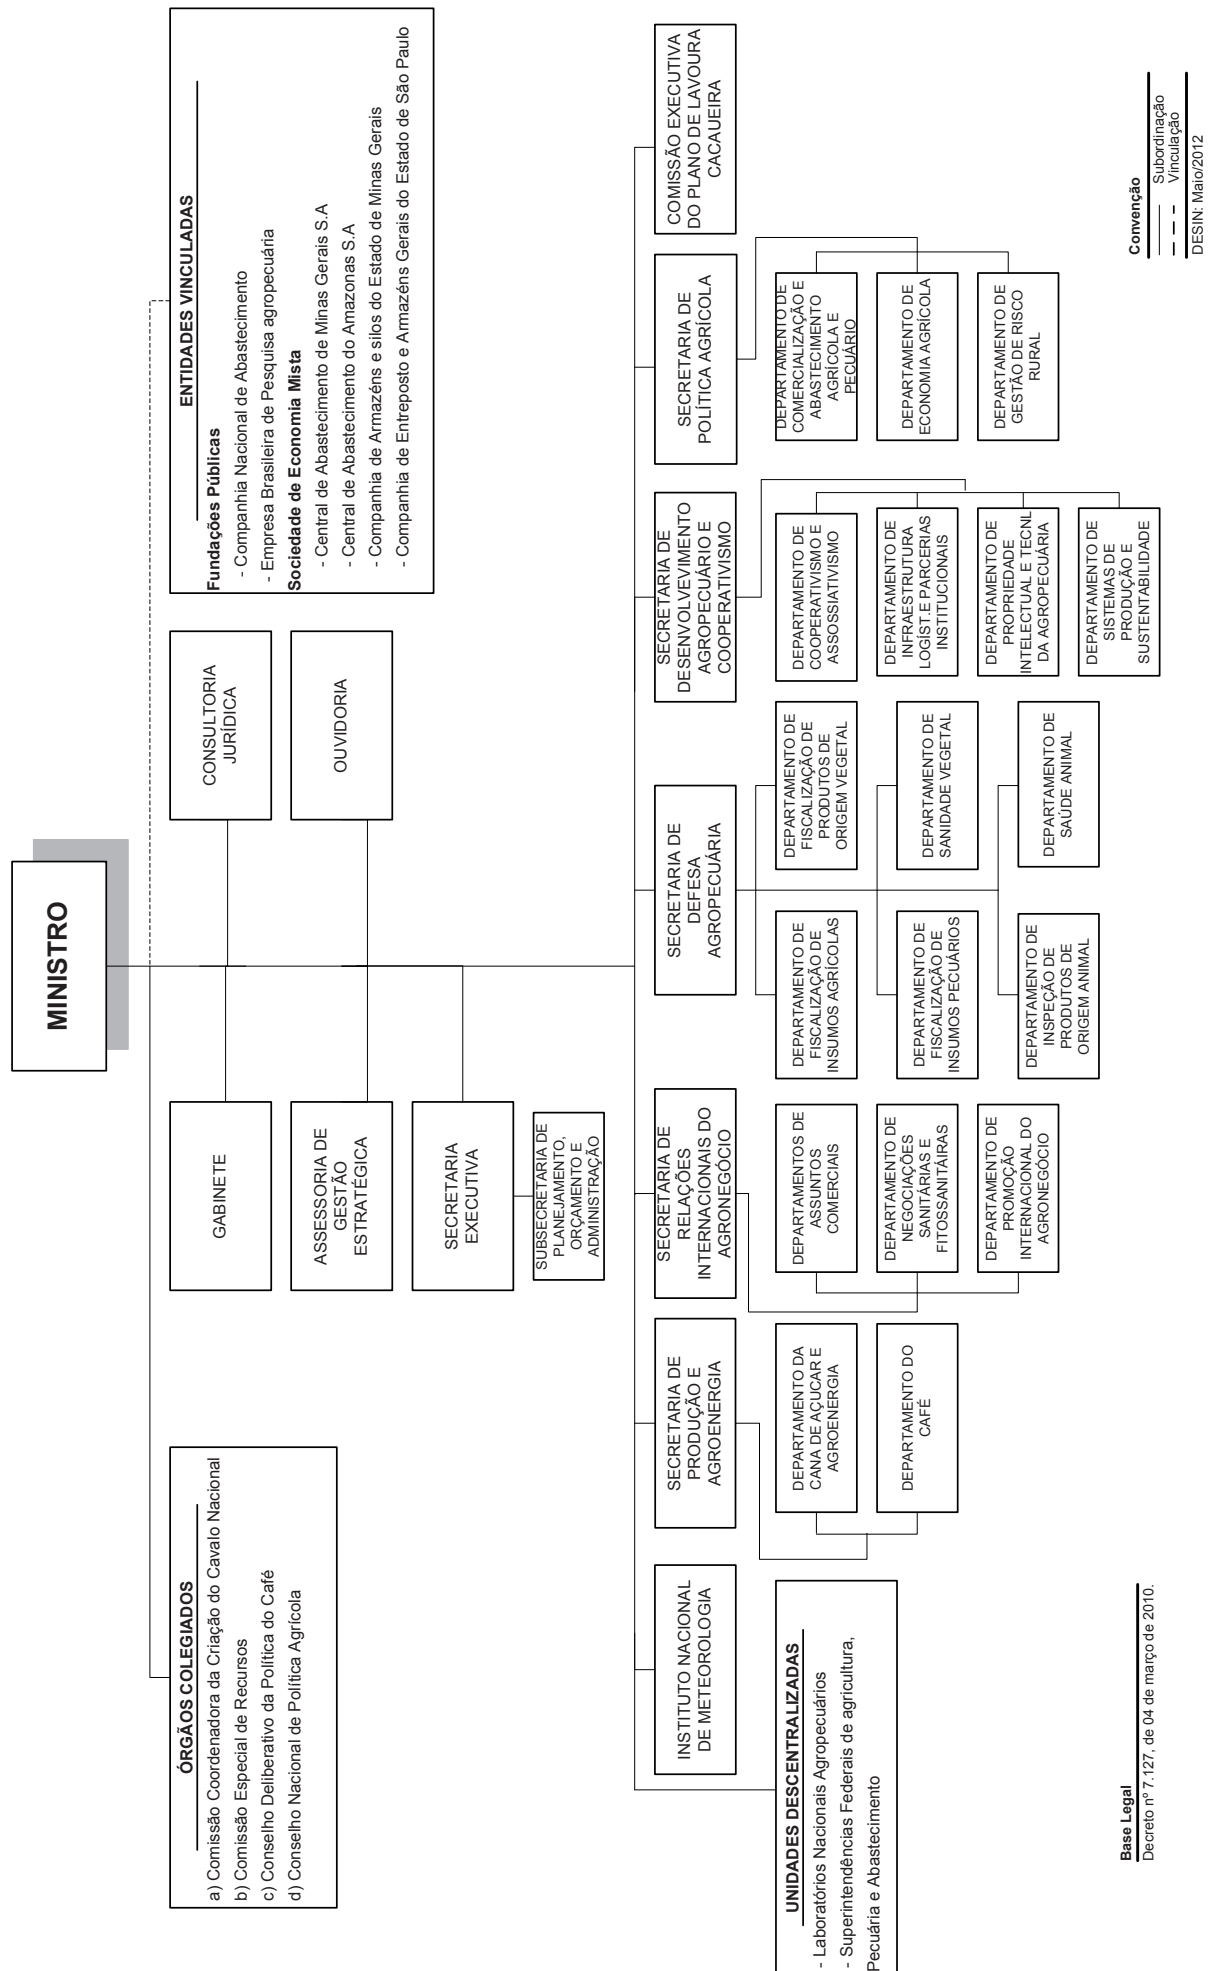 MINISTRO
ÓRGÃOS COLEGIADOS
a) Comissão Coordenadora da Criação do Cavalo Nacional
b) Comissão Especial de Recursos
c) Conselho Deliberativo da Política do Café
d) Conselho Nacional de Política Agrícola
GABINETE
ASSESSORIA DE
GESTÃO
ESTRATÉGICA
SECRETARIA
EXECUTIVA
SUBSECRETARIA DE
PLANEJAMENTO,
ORÇAMENTO E
ADMINISTRAÇÃO
CONSULTORIA
JURÍDICA
OUVIDORIA
ENTIDADES VINCULADAS
Fundações Públicas
- Companhia Nacional de Abastecimento
- Empresa Brasileira de Pesquisa agropecuária
Sociedade de Economia Mista
- Central de Abastecimento de Minas Gerais S.A
- Central de Abastecimento do Amazonas S.A
- Companhia de Armazéns e silos do Estado de Minas Gerais
- Companhia de Entreposto e Armazéns Gerais do Estado de São Paulo
UNIDADES DESCENTRALIZADAS
- Laboratórios Nacionais Agropecuários
- Superintendências Federais de agricultura,
Pecuária e Abastecimento
INSTITUTO NACIONAL
DE METEOROLOGIA
SECRETARIA DE
PRODUÇÃO E
AGROENERGIA
DEPARTAMENTO DA
CANA DE AÇUCAR E
AGROENERGIA
DEPARTAMENTO DO
CAFÉ
SECRETARIA DE
RELAÇÕES
INTERNACIONAIS DO
AGRONEGÓCIO
DEPARTAMENTOS DE
ASSUNTOS
COMERCIAIS
DEPARTAMENTO DE
NEGOCIAÇÕES
SANITÁRIAS E
FITOSSANITÁIRAS
DEPARTAMENTO DE
PROMOÇÃO
INTERNACIONAL DO
AGRONEGÓCIO
SECRETARIA DE
DEFESA
AGROPECUÁRIA
DEPARTAMENTO DE
FISCALIZAÇÃO DE
INSUMOS AGRÍCOLAS
DEPARTAMENTO DE
FISCALIZAÇÃO DE
INSUMOS PECUÁRIOS
DEPARTAMENTO DE
INSPEÇÃO DE
PRODUTOS DE
ORIGEM ANIMAL
DEPARTAMENTO DE
FISCALIZAÇÃO DE
PRODUTOS DE
ORIGEM VEGETAL
DEPARTAMENTO DE
SANIDADE VEGETAL
DEPARTAMENTO DE
SAÚDE ANIMAL
SECRETARIA DE
DESENVOLVEVIMENTO
AGROPECUÁRIO E
COOPERATIVISMO
DEPARTAMENTO DE
COOPERATIVISMO E
ASSOSSIATIVISMO
DEPARTAMENTO DE
INFRAESTRUTURA
LOGÍST.E PARCERIAS
INSTITUCIONAIS
DEPARTAMENTO DE
PROPRIEDADE
INTELECTUAL E TECNL
DA AGROPECUÁRIA
DEPARTAMENTO DE
SISTEMAS DE
PRODUÇÃO E
SUSTENTABILIDADE
SECRETARIA DE
POLÍTICA AGRÍCOLA
DEPARTAMENTO DE
COMERCIALIZAÇÃO E
ABASTECIMENTO
AGRÍCOLA E
PECUÁRIO
DEPARTAMENTO DE
ECONOMIA AGRÍCOLA
DEPARTAMENTO DE
GESTÃO DE RISCO
RURAL
COMISSÃO EXECUTIVA
DO PLANO DE LAVOURA
CACAUEIRA
Base Legal
Decreto nº 7.127, de 04 de março de 2010.
Convenção
Subordinação
Vinculação
DESIN: Maio/2012